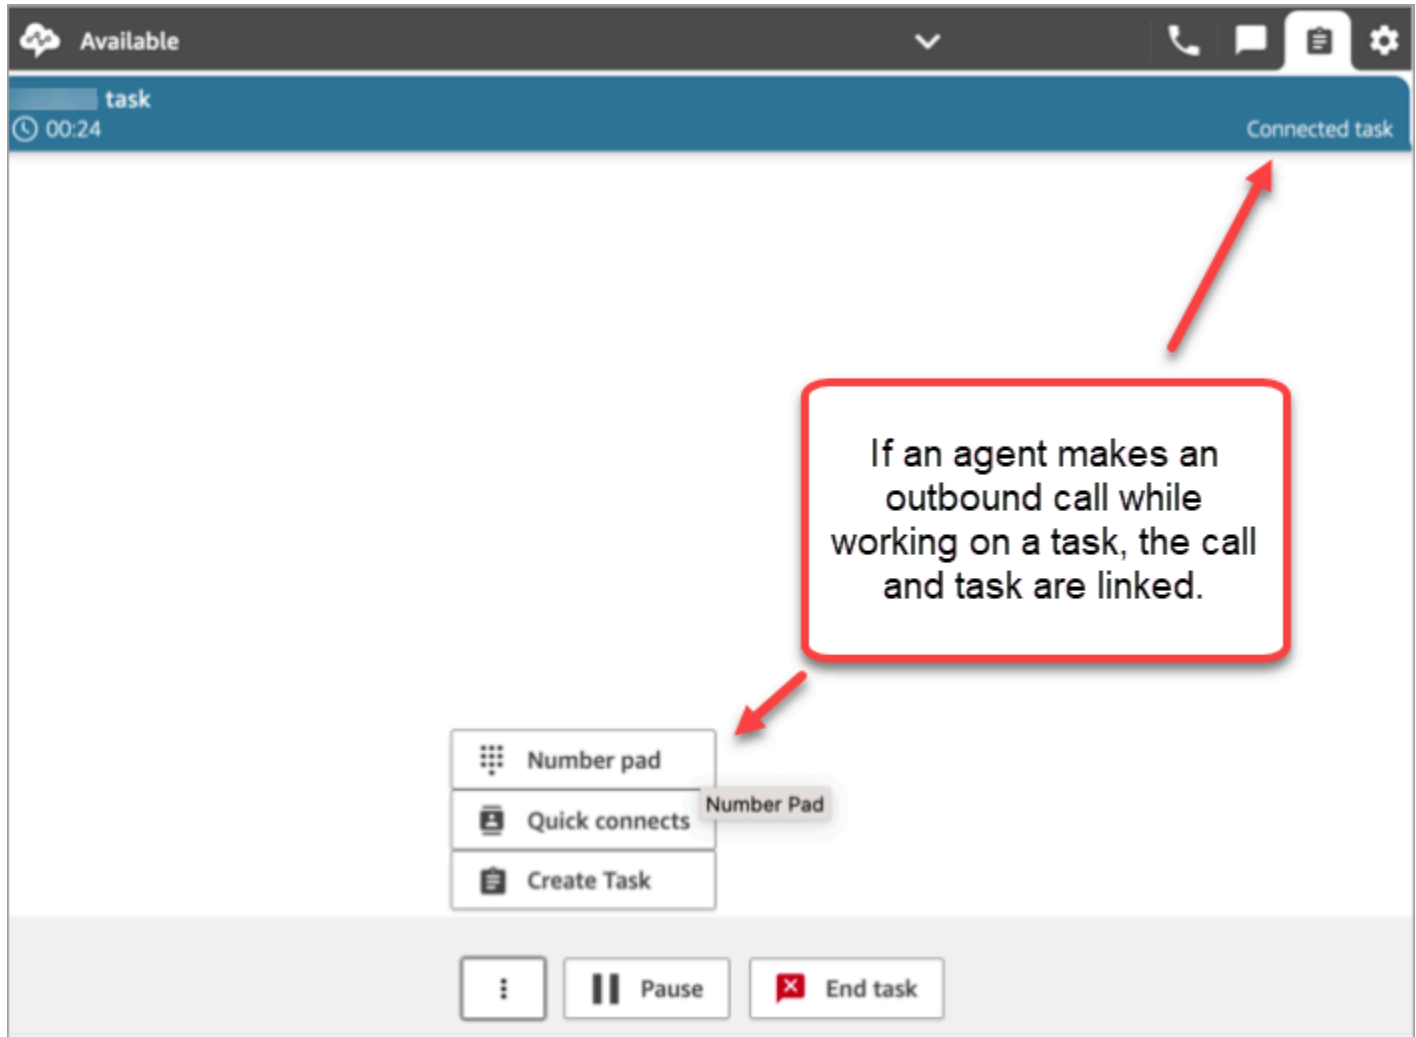 Available
task
00:24
Connected task
If an agent makes an
outbound call while
working on a task, the call
and task are linked.
Number pad
Number Pad
Quick connects
Create Task
Pause
End task